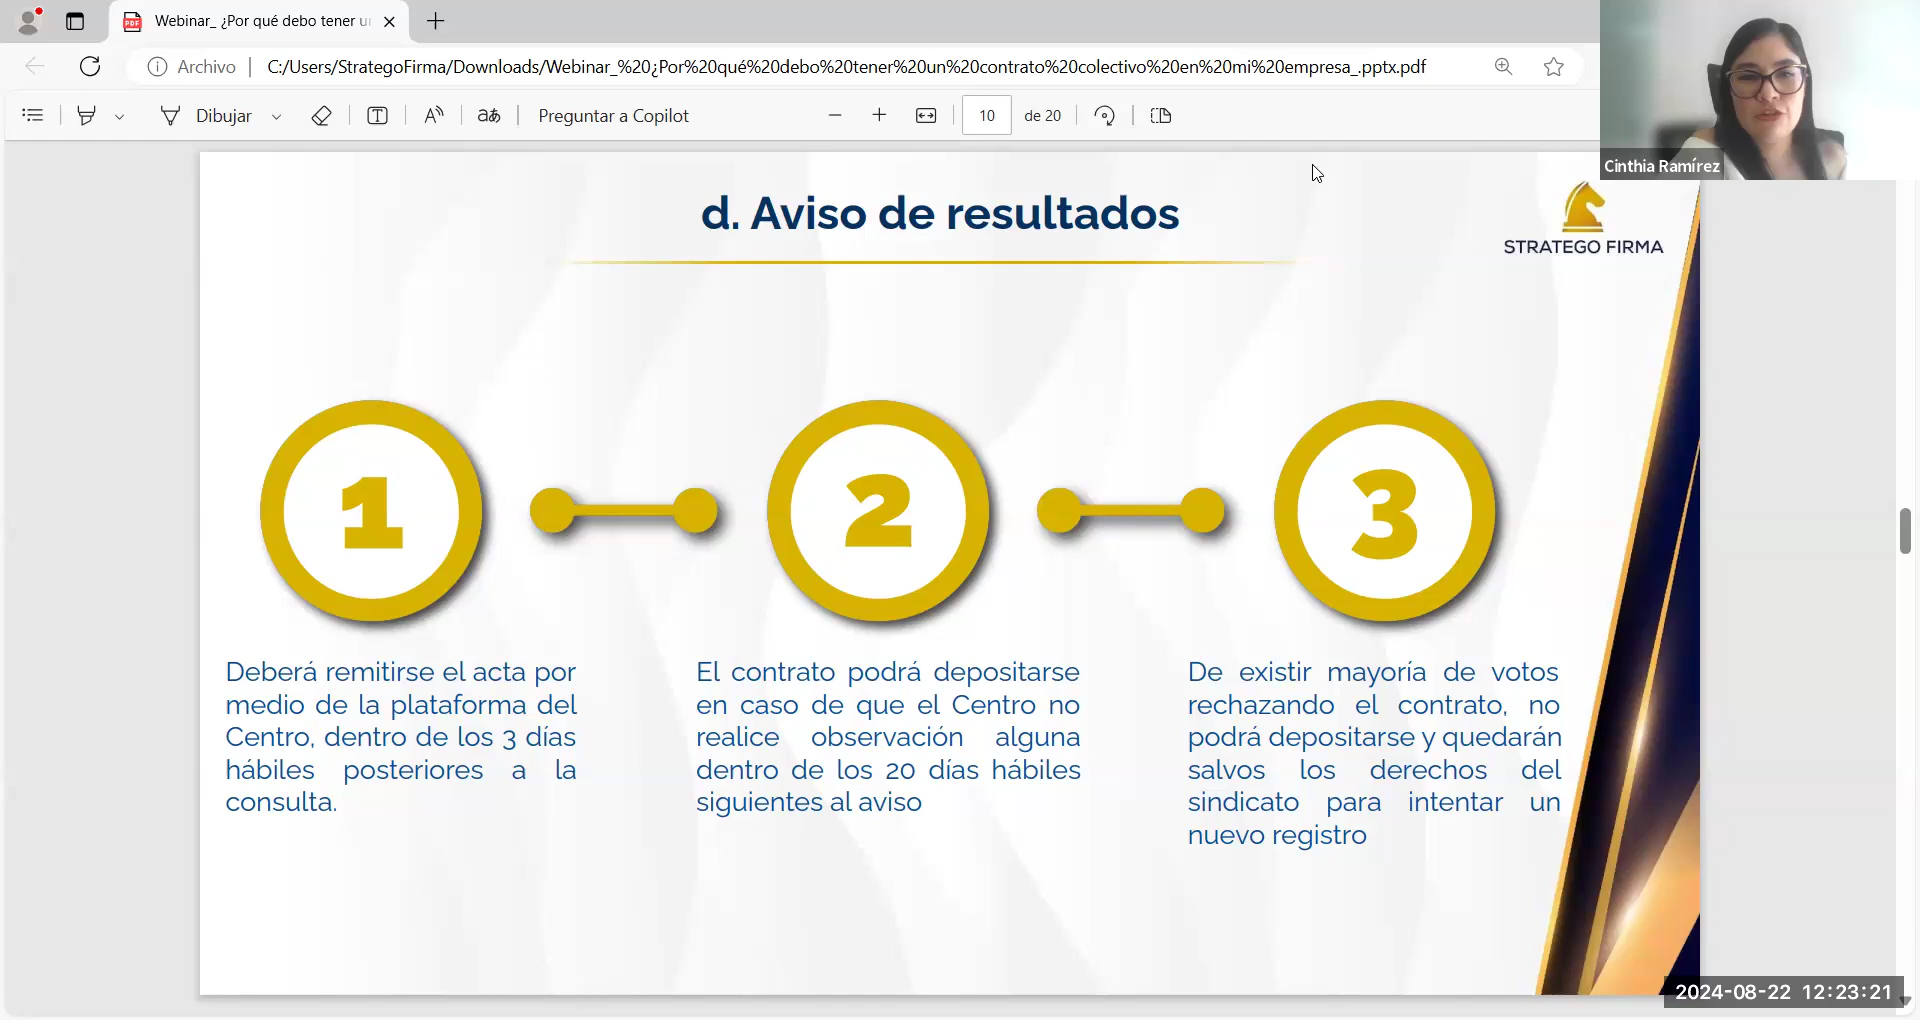 Webinar_ ¿Por qué debo tener u
Archivo
C:/Users/StrategoFirma/Downloads/Webinar_%20¿Por%20qué%20debo%20tener%20un%20contrato%20colectivo%20en%20mi%20empresa_.pptx.pdf
Dibujar
Preguntar a Copilot
10 de 20
Cinthia Ramírez
d. Aviso de resultados
STRATEGO FIRMA
1
Deberá remitirse el acta por
medio de la plataforma del
Centro, dentro de los 3 días
hábiles posteriores a la
consulta.
2
El contrato podrá depositarse
en caso de que el Centro no
realice observación alguna
dentro de los 20 días hábiles
siguientes al aviso
3
De existir mayoría de votos
rechazando el contrato, no
podrá depositarse y quedarán
salvos los derechos del
sindicato para intentar un
nuevo registro
2024-08-22 12:23:21